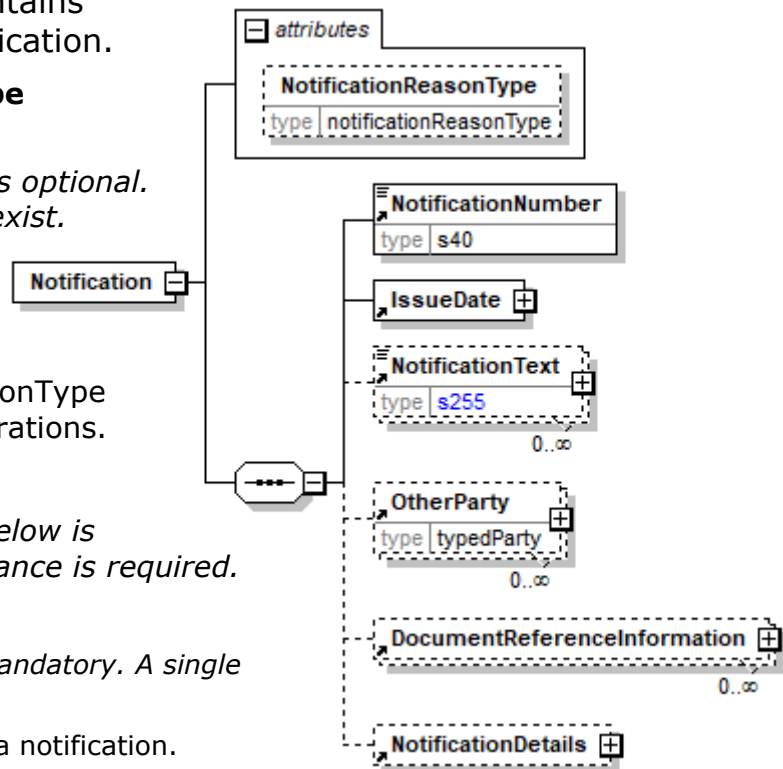 ntains
ication.
pe
s optional.
exist.
onType
rations.
elow is
ance is required.
andatory. A single
a notification.
attributes
NotificationReasonType
type notificationReasonType
Notification
NotificationNumber
type s40
IssueDate
NotificationText
type s255
0..∞
OtherParty
type typedParty
0..∞
DocumentReferenceInformation
0..∞
NotificationDetails